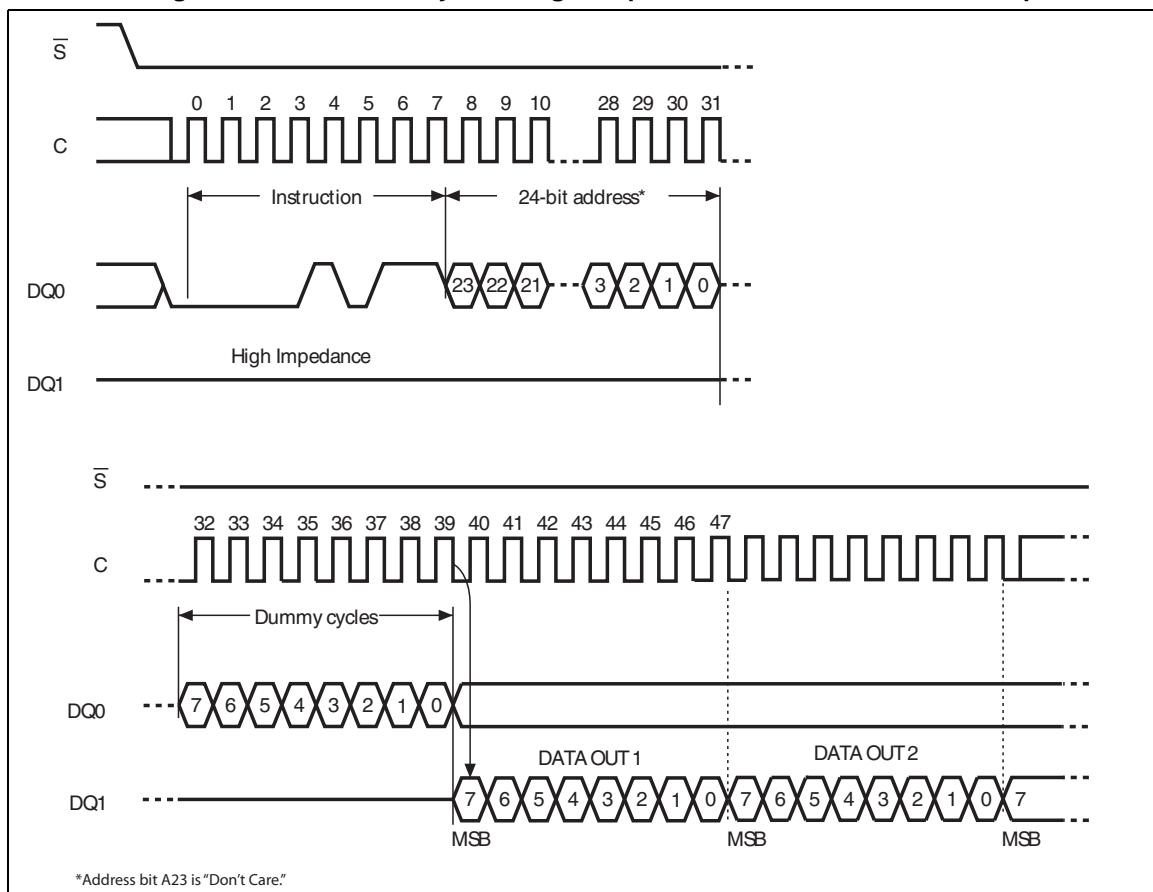 S
0 1 2 3 4 5 6 7 8 9 10 28 29 30 31
C
Instruction 24-bit address*
DQ0 23 22 21 3 2 1 0
High Impedance
DQ1
S
32 33 34 35 36 37 38 39 40 41 42 43 44 45 46 47
C
Dummy cycles
DQ0 7 6 5 4 3 2 1 0
DATA OUT 1 DATA OUT 2
DQ1 7 6 5 4 3 2 1 0 7 6 5 4 3 2 1 0 7
MSB MSB MSB
*Address bit A23 is "Don't Care."